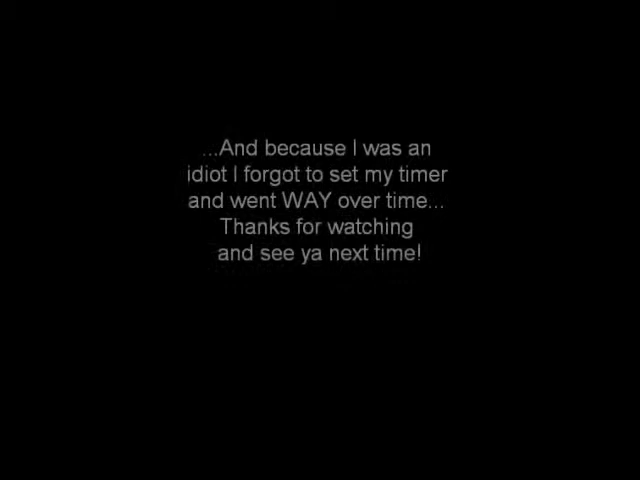 ...And because I was an
idiot I forgot to set my timer
and went WAY over time...
Thanks for watching
and see ya next time!